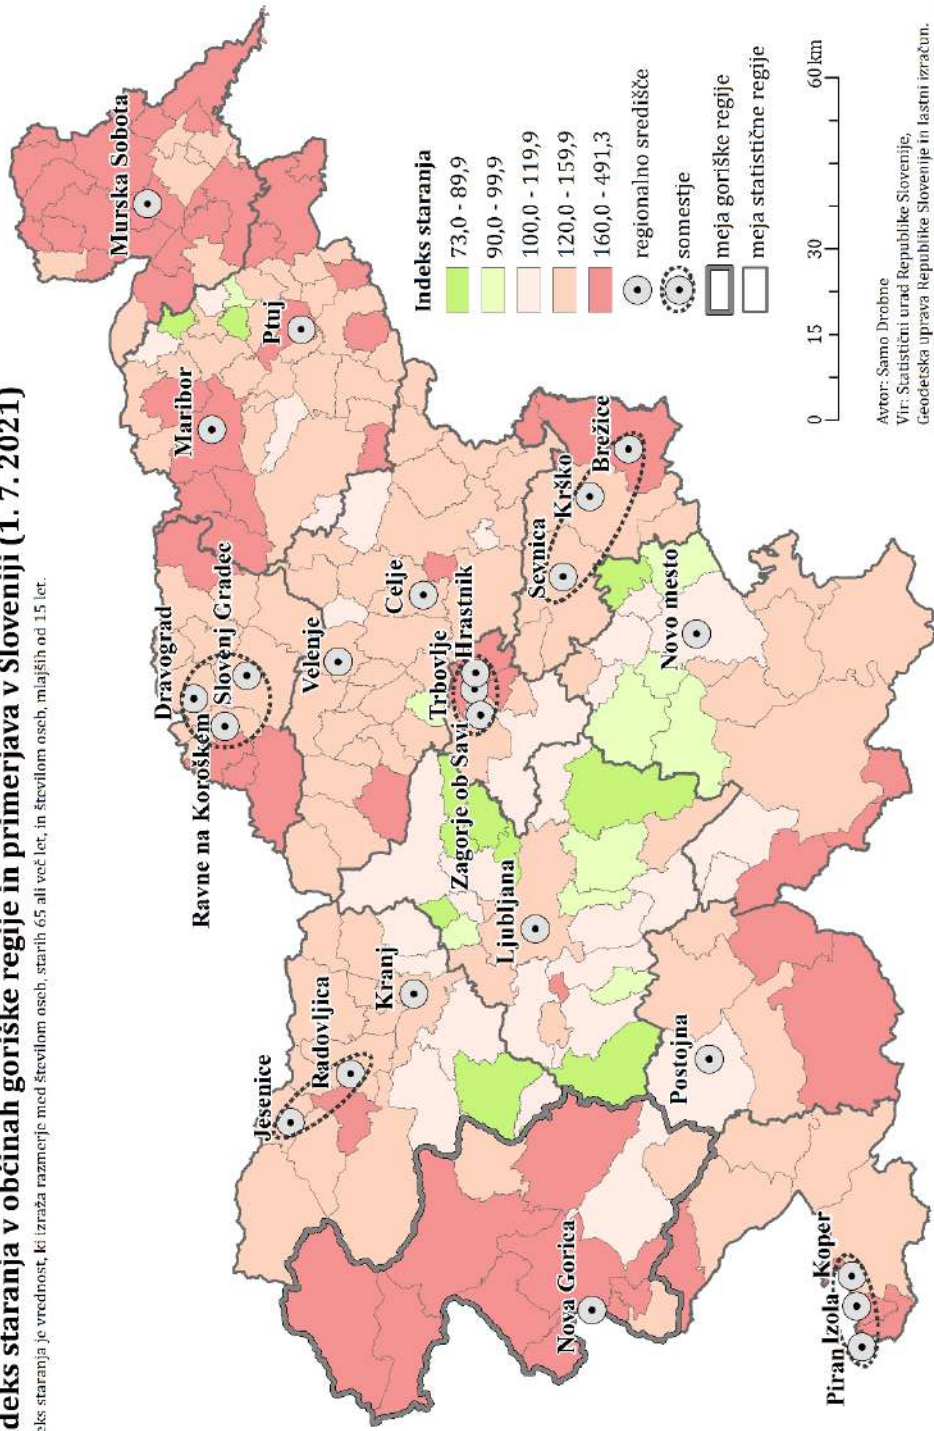 deks staranja v občinah goriške regije in primerjava v Sloveniji (1. 7. 2021)
eks staranja je vrednost, ki izraža razmerje med številom oseb, starih 65 ali več let, in številom oseb, mlajših od 15 let.
Murska Sobota
Maribor
Ptuj
Dravograd
Slovenj Gradec
Ravne na Koroškem
Velenje
Celje
Jesenice
Radovljica
Kranj
Trbovlje
Hrastnik
Zagorje ob Savi
Ljubljana
Sevnica
Krško
Brežice
Novo mesto
Postojna
Nova Gorica
Koper
Izola
Piran
Indeks staranja
73,0 - 89,9
90,0 - 99,9
100,0 - 119,9
120,0 - 159,9
160,0 - 491,3
regionalno središče
somestje
meja goriške regije
meja statistične regije
0 15 30 60 km
Avtor: Samo Drobne
Vir: Statistični urad Republike Slovenije,
Geodetska uprava Republike Slovenije in lastni izračun.